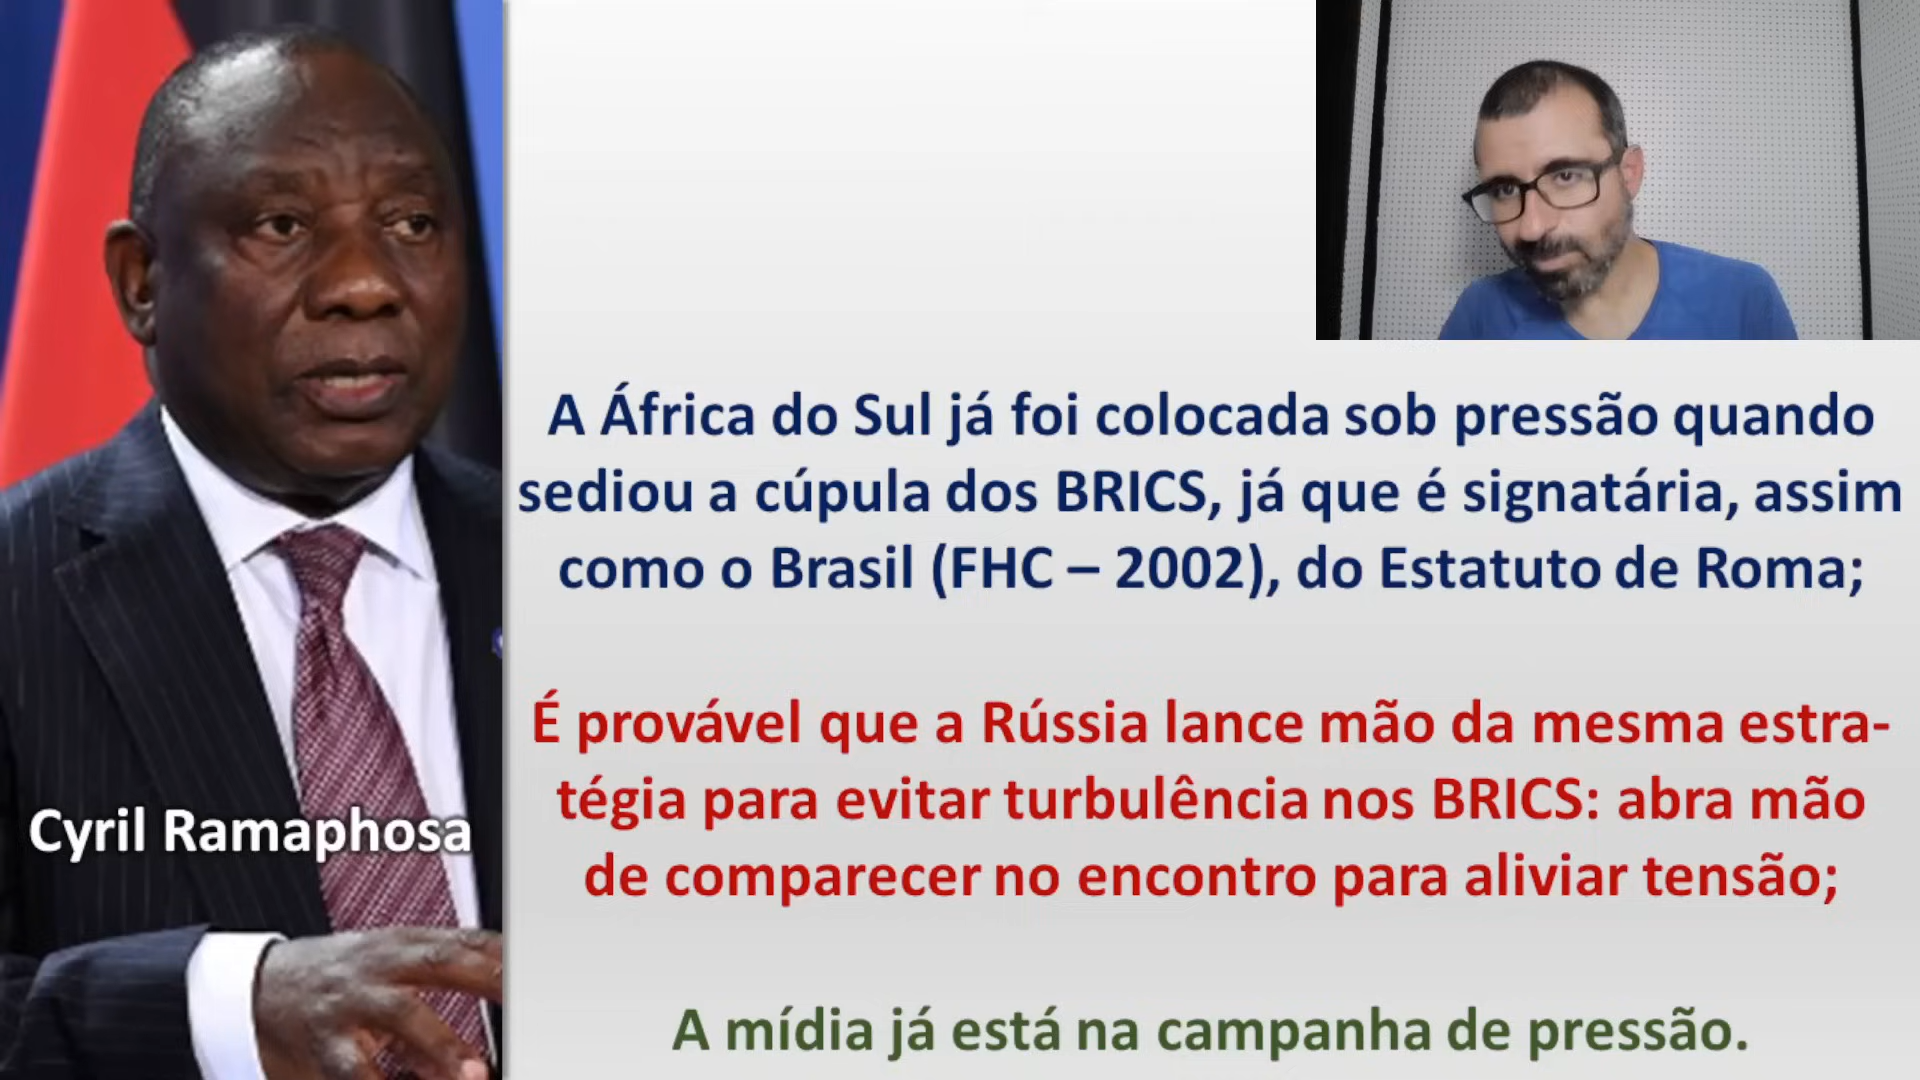 A África do Sul já foi colocada sob pressão quando
sediou a cúpula dos BRICS, já que é signatária, assim
como o Brasil (FHC – 2002), do Estatuto de Roma;
É provável que a Rússia lance mão da mesma estra-
tégia para evitar turbulência nos BRICS: abra mão
de comparecer no encontro para aliviar tensão;
A mídia já está na campanha de pressão.
Cyril Ramaphosa